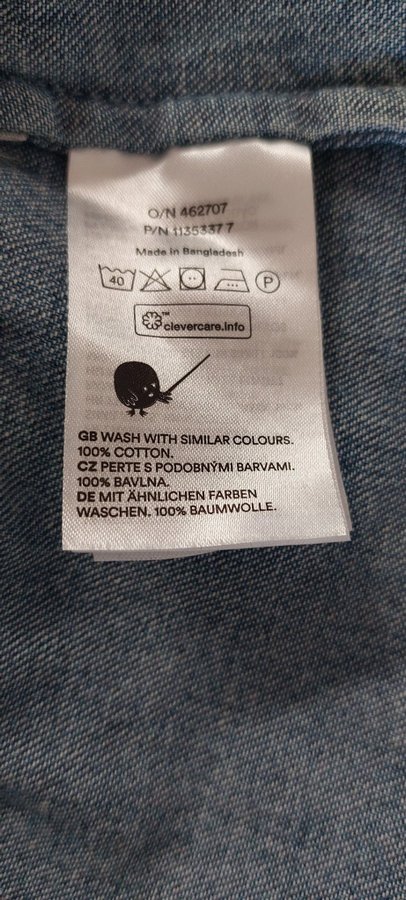 O/N 462707
P/N 1135337 7
Made in Bangladesh
40 P
™
clevercare.info
GB WASH WITH SIMILAR COLOURS.
100% COTTON.
CZ PERTE S PODOBNÝMI BARVAMI.
100% BAVLNA.
DE MIT ÄHNLICHEN FARBEN
WASCHEN. 100% BAUMWOLLE.